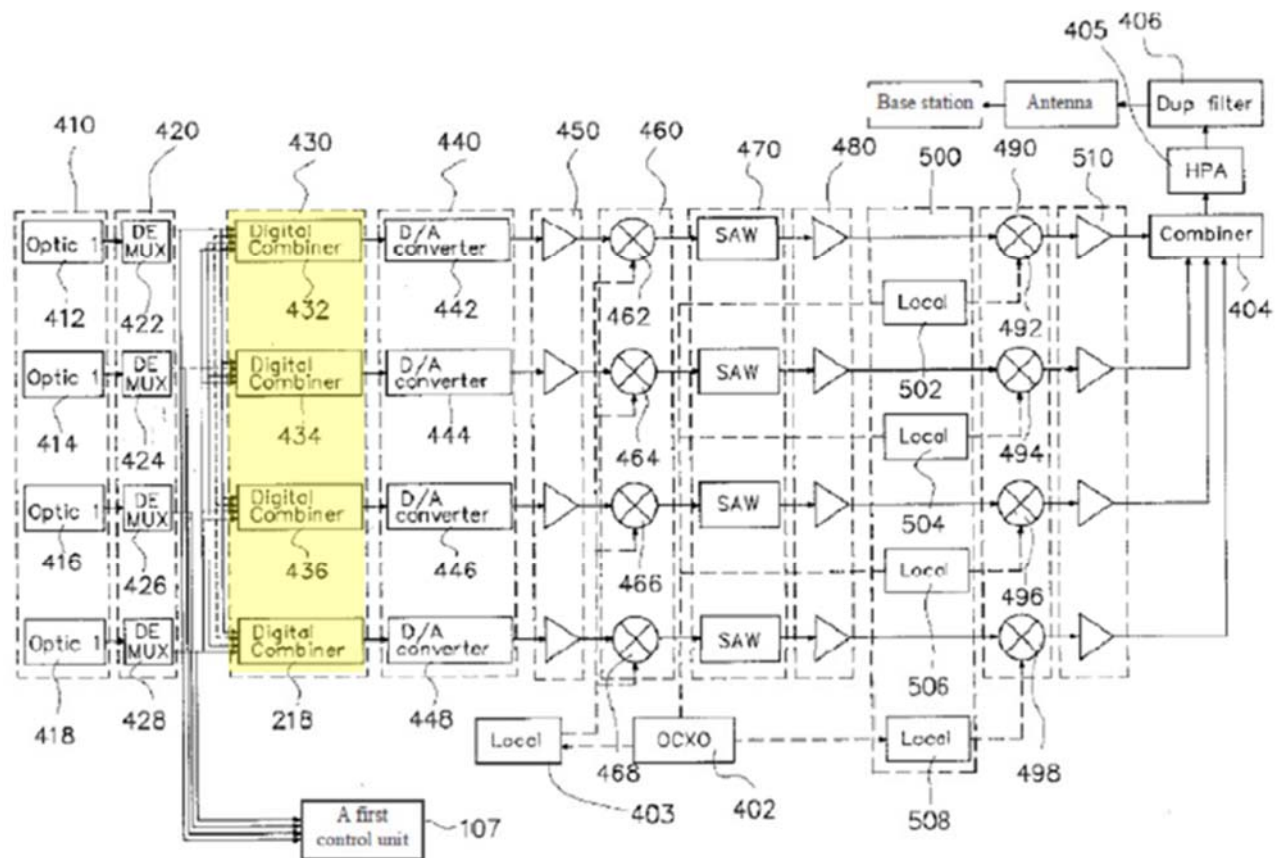 406
405
Base station
Antenna
Dup filter
410
420
430
440
450
460
470
480
500
490
510
HPA
Optic 1
DE
MUX
Digital
Combiner
D/A
converter
SAW
Combiner
412
422
432
442
462
Local
492
404
Optic 1
DE
MUX
Digital
Combiner
D/A
converter
SAW
502
414
424
434
444
464
Local
494
Optic 1
DE
MUX
Digital
Combiner
D/A
converter
SAW
504
416
426
436
446
466
Local
496
Optic 1
DE
MUX
Digital
Combiner
D/A
converter
SAW
506
418
428
218
448
Local
468
OCXO
Local
498
403
402
508
A first
control unit
107